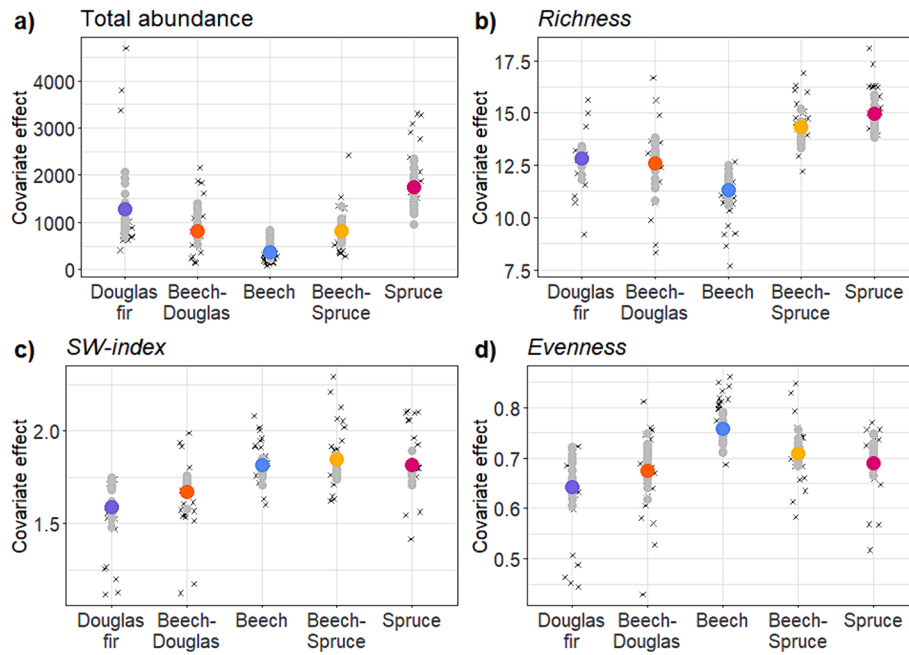 a) Total abundance
Covariate effect
4000
3000
2000
1000
0
Douglas fir
Beech-Douglas
Beech
Beech-Spruce
Spruce
b) Richness
Covariate effect
17.5
15.0
12.5
10.0
7.5
Douglas fir
Beech-Douglas
Beech
Beech-Spruce
Spruce
c) SW-index
Covariate effect
2.0
1.5
Douglas fir
Beech-Douglas
Beech
Beech-Spruce
Spruce
d) Evenness
Covariate effect
0.8
0.7
0.6
0.5
Douglas fir
Beech-Douglas
Beech
Beech-Spruce
Spruce